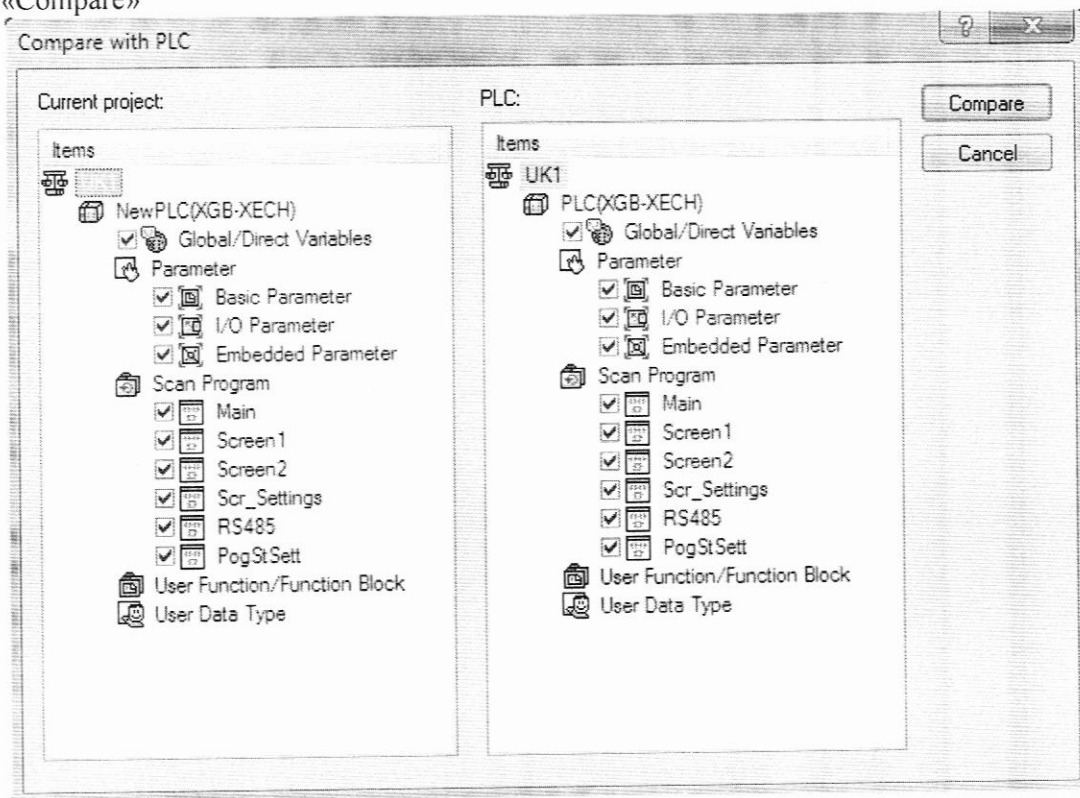 «Compare»
Compare with PLC
Current project:
Items
UK1
NewPLC(XGB-XECH)
Global/Direct Variables
Parameter
Basic Parameter
I/O Parameter
Embedded Parameter
Scan Program
Main
Screen1
Screen2
Scr_Settings
RS485
PogStSett
User Function/Function Block
User Data Type
PLC:
Items
UK1
PLC(XGB-XECH)
Global/Direct Variables
Parameter
Basic Parameter
I/O Parameter
Embedded Parameter
Scan Program
Main
Screen1
Screen2
Scr_Settings
RS485
PogStSett
User Function/Function Block
User Data Type
?
Compare
Cancel